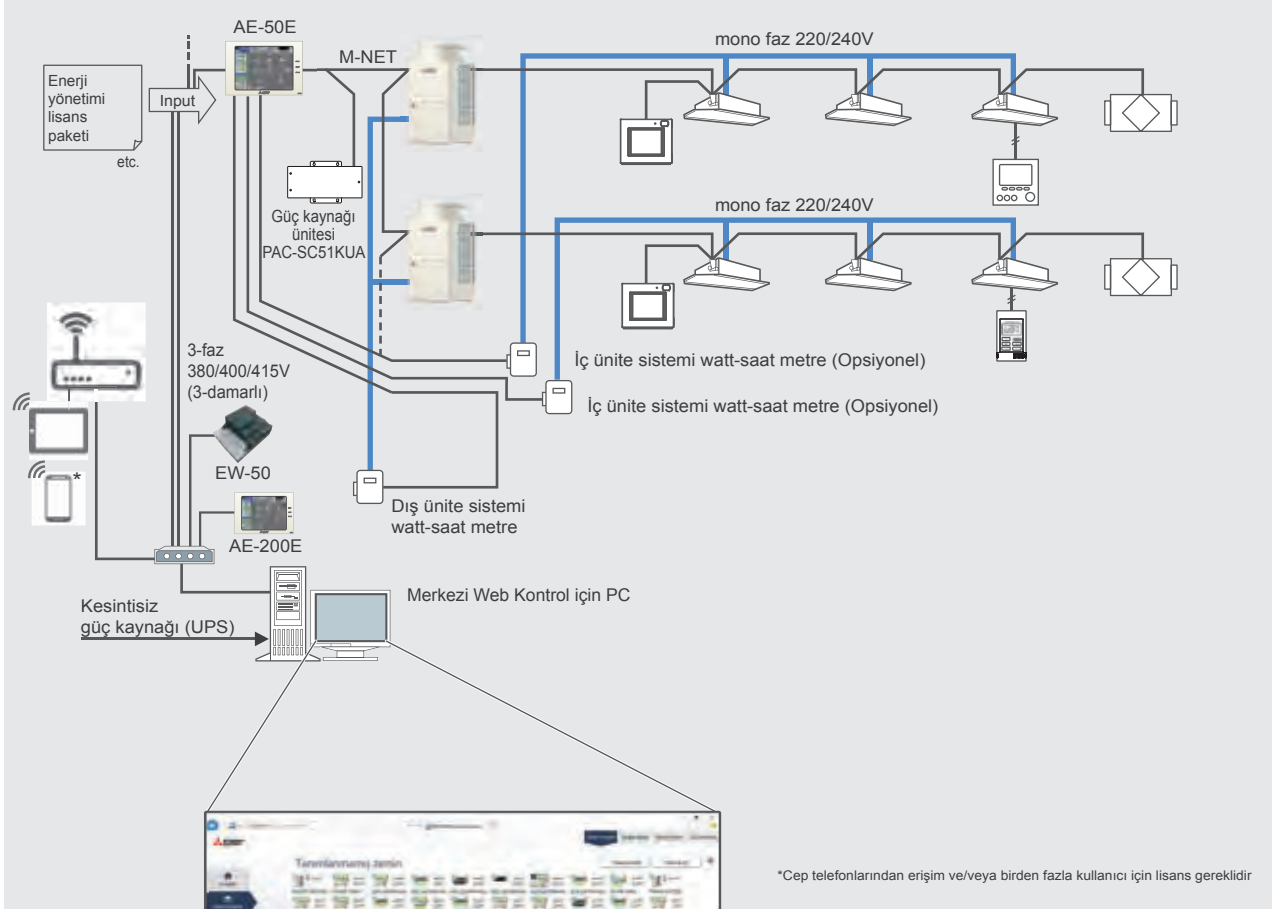 AE-50E
M-NET
mono faz 220/240V
Enerji
yönetimi
lisans
paketi
Input
etc.
Güç kaynağı
ünitesi
PAC-SC51KUA
mono faz 220/240V
3-faz
380/400/415V
(3-damarlı)
İç ünite sistemi watt-saat metre (Opsiyonel)
İç ünite sistemi watt-saat metre (Opsiyonel)
*
EW-50
Dış ünite sistemi
watt-saat metre
AE-200E
Merkezi Web Kontrol için PC
Kesintisiz
güç kaynağı (UPS)
Tanımlanmamış zemin
*Cep telefonlarından erişim ve/veya birden fazla kullanıcı için lisans gereklidir